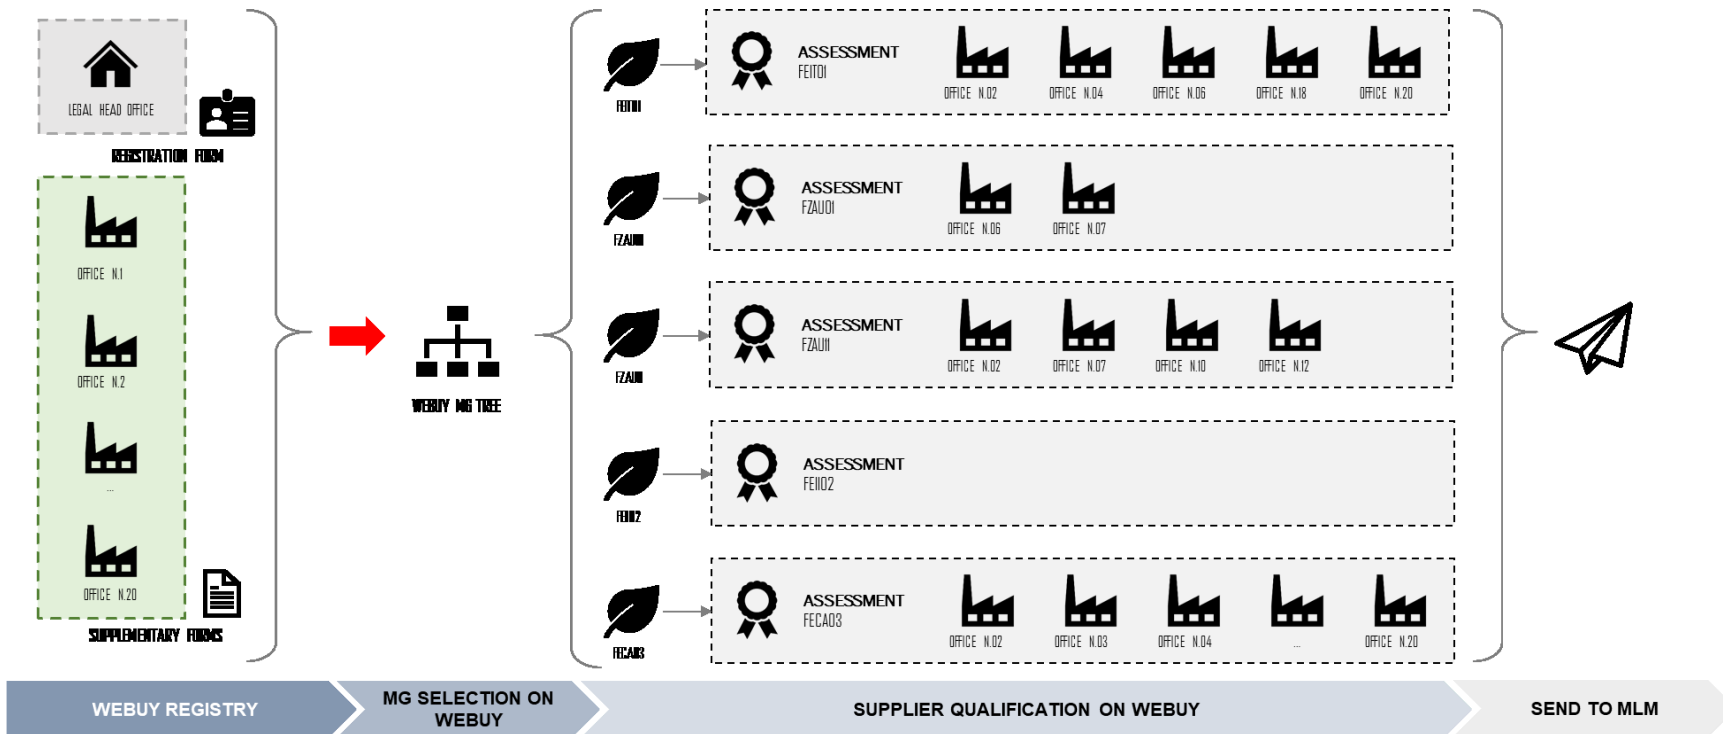 LEGAL HEAD OFFICE
REGISTRATION FORM
OFFICE N.1
OFFICE N.2
...
OFFICE N.20
SUPPLEMENTARY FORMS
WEBUY MG TREE
FEIT01
ASSESSMENT
FEIT01
OFFICE N.02
OFFICE N.04
OFFICE N.06
OFFICE N.18
OFFICE N.20
FZAU01
ASSESSMENT
FZAU01
OFFICE N.06
OFFICE N.07
FZAU11
ASSESSMENT
FZAU11
OFFICE N.02
OFFICE N.07
OFFICE N.10
OFFICE N.12
ASSESSMENT
FEII02
FECA03
ASSESSMENT
FECA03
OFFICE N.02
OFFICE N.03
OFFICE N.04
...
OFFICE N.20
WEBUY REGISTRY
MG SELECTION ON
WEBUY
SUPPLIER QUALIFICATION ON WEBUY
SEND TO MLM